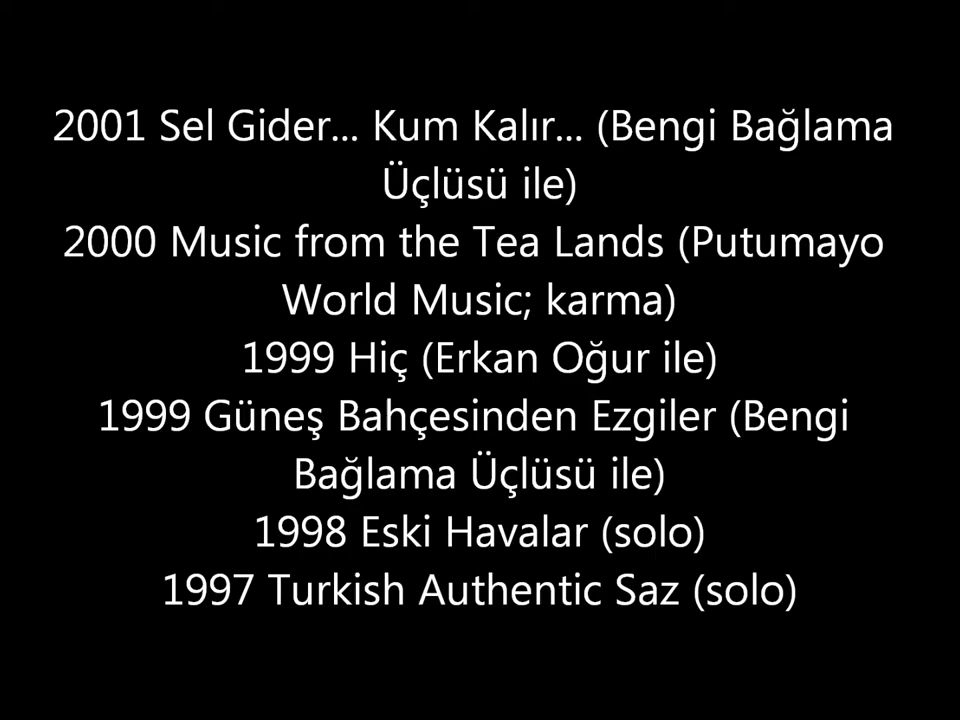 2001 Sel Gider... Kum Kalır... (Bengi Bağlama
Üçlüsü ile)
2000 Music from the Tea Lands (Putumayo
World Music; karma)
1999 Hiç (Erkan Oğur ile)
1999 Güneş Bahçesinden Ezgiler (Bengi
Bağlama Üçlüsü ile)
1998 Eski Havalar (solo)
1997 Turkish Authentic Saz (solo)